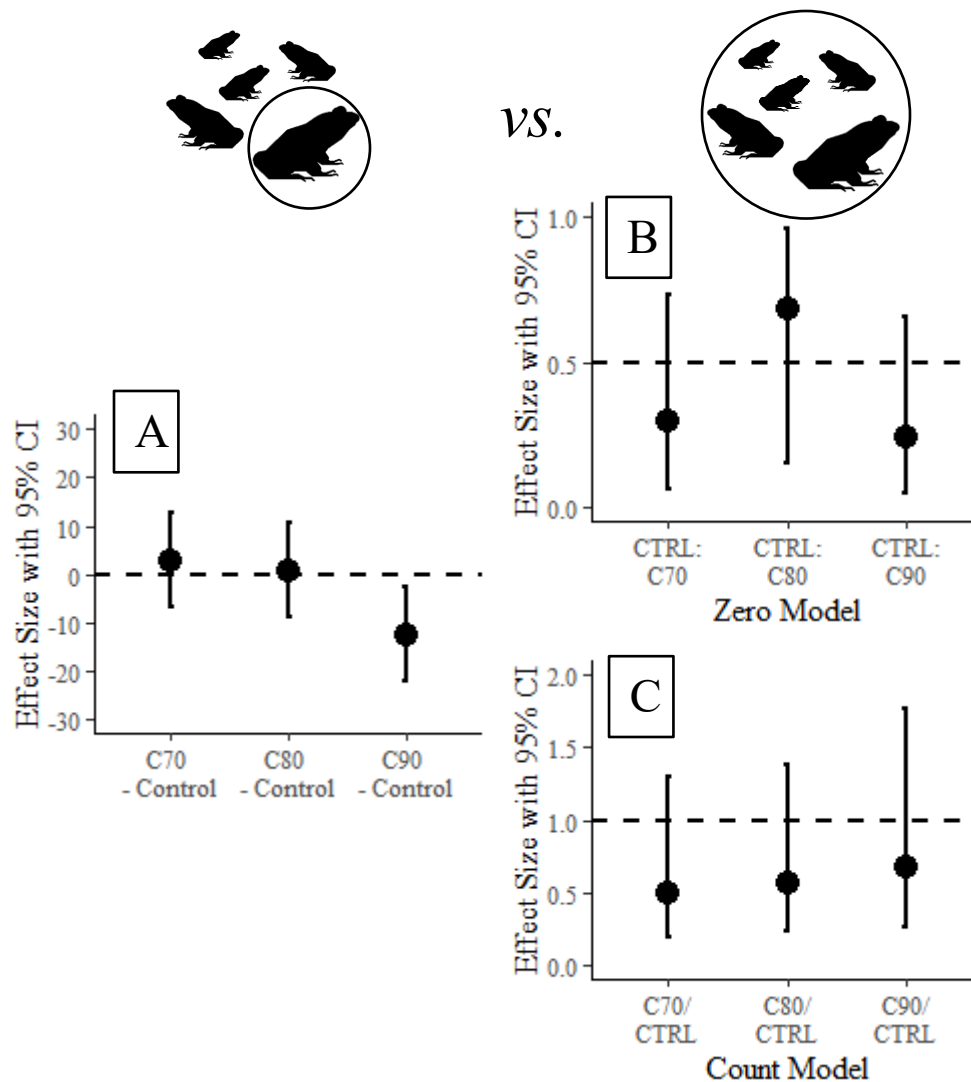 vs.
A
Effect Size with 95% CI
30
20
10
0
-10
-20
-30
C70
- Control
C80
- Control
C90
- Control
B
Effect Size with 95% CI
1.0
0.5
0.0
CTRL:
C70
CTRL:
C80
CTRL:
C90
Zero Model
C
Effect Size with 95% CI
2.0
1.5
1.0
0.5
0.0
C70/
CTRL
C80/
CTRL
C90/
CTRL
Count Model